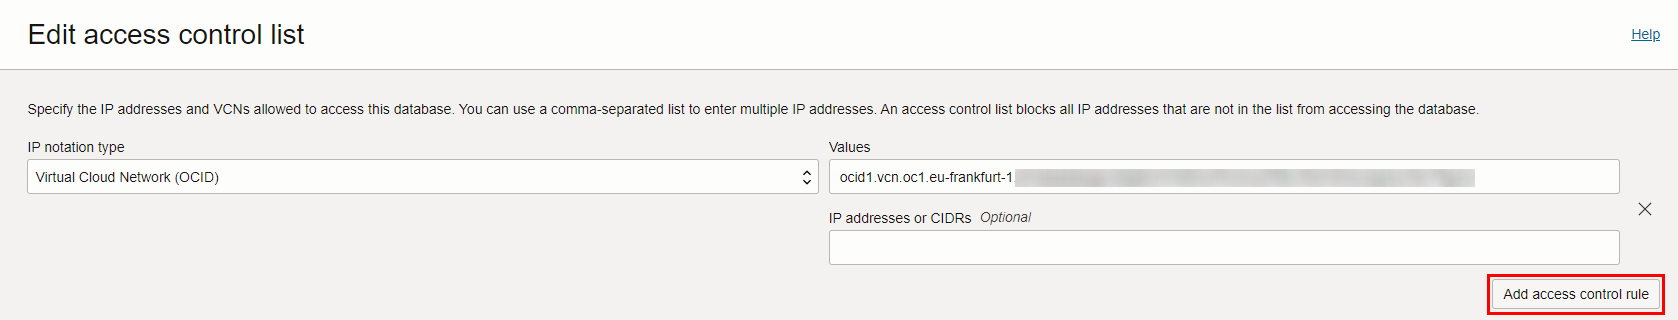 Edit access control list
Help
Specify the IP addresses and VCNs allowed to access this database. You can use a comma-separated list to enter multiple IP addresses. An access control list blocks all IP addresses that are not in the list from accessing the database.
IP notation type
Values
Virtual Cloud Network (OCID)
ocid1.vcn.oc1.eu-frankfurt-1.
IP addresses or CIDRs Optional
Add access control rule